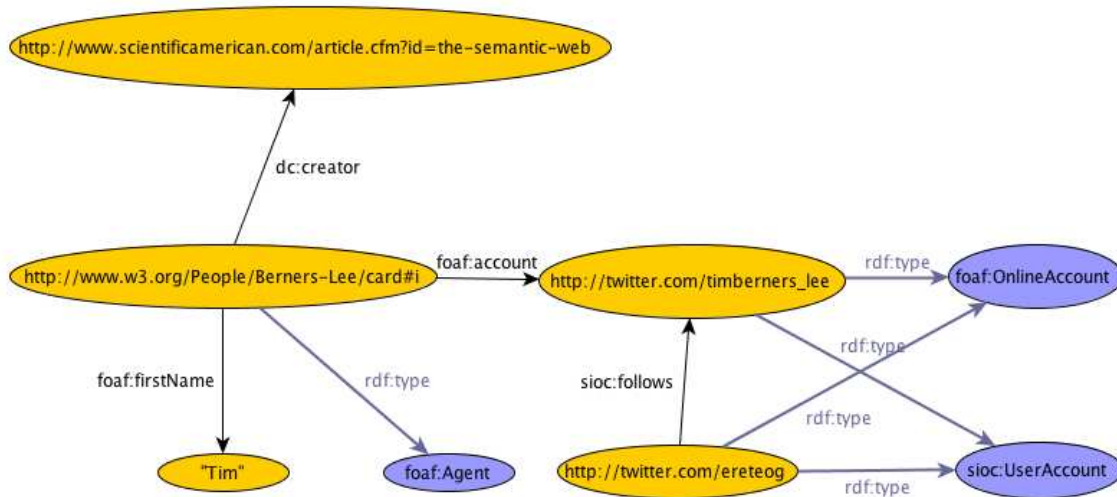 http://www.scientificamerican.com/article.cfm?id=the-semantic-web
dc:creator
http://www.w3.org/People/Berners-Lee/card#i
foaf:account
http://twitter.com/timberners_lee
rdf:type
foaf:OnlineAccount
rdf:type
foaf:firstName
rdf:type
sioc:follows
rdf:type
"Tim"
foaf:Agent
http://twitter.com/ereteog
rdf:type
sioc:UserAccount